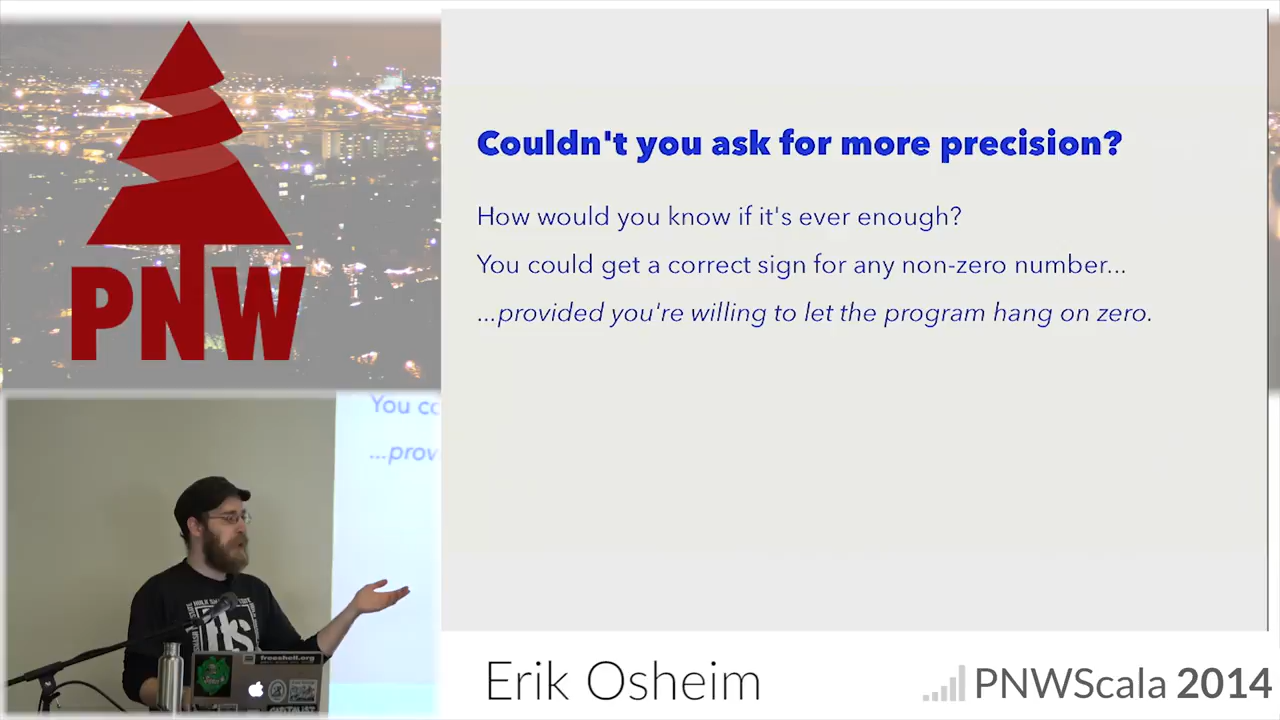 PNW
Couldn't you ask for more precision?
How would you know if it's ever enough?
You could get a correct sign for any non-zero number...
...provided you're willing to let the program hang on zero.
You co
...prov
freeshell.org
Erik Osheim
PNWScala 2014